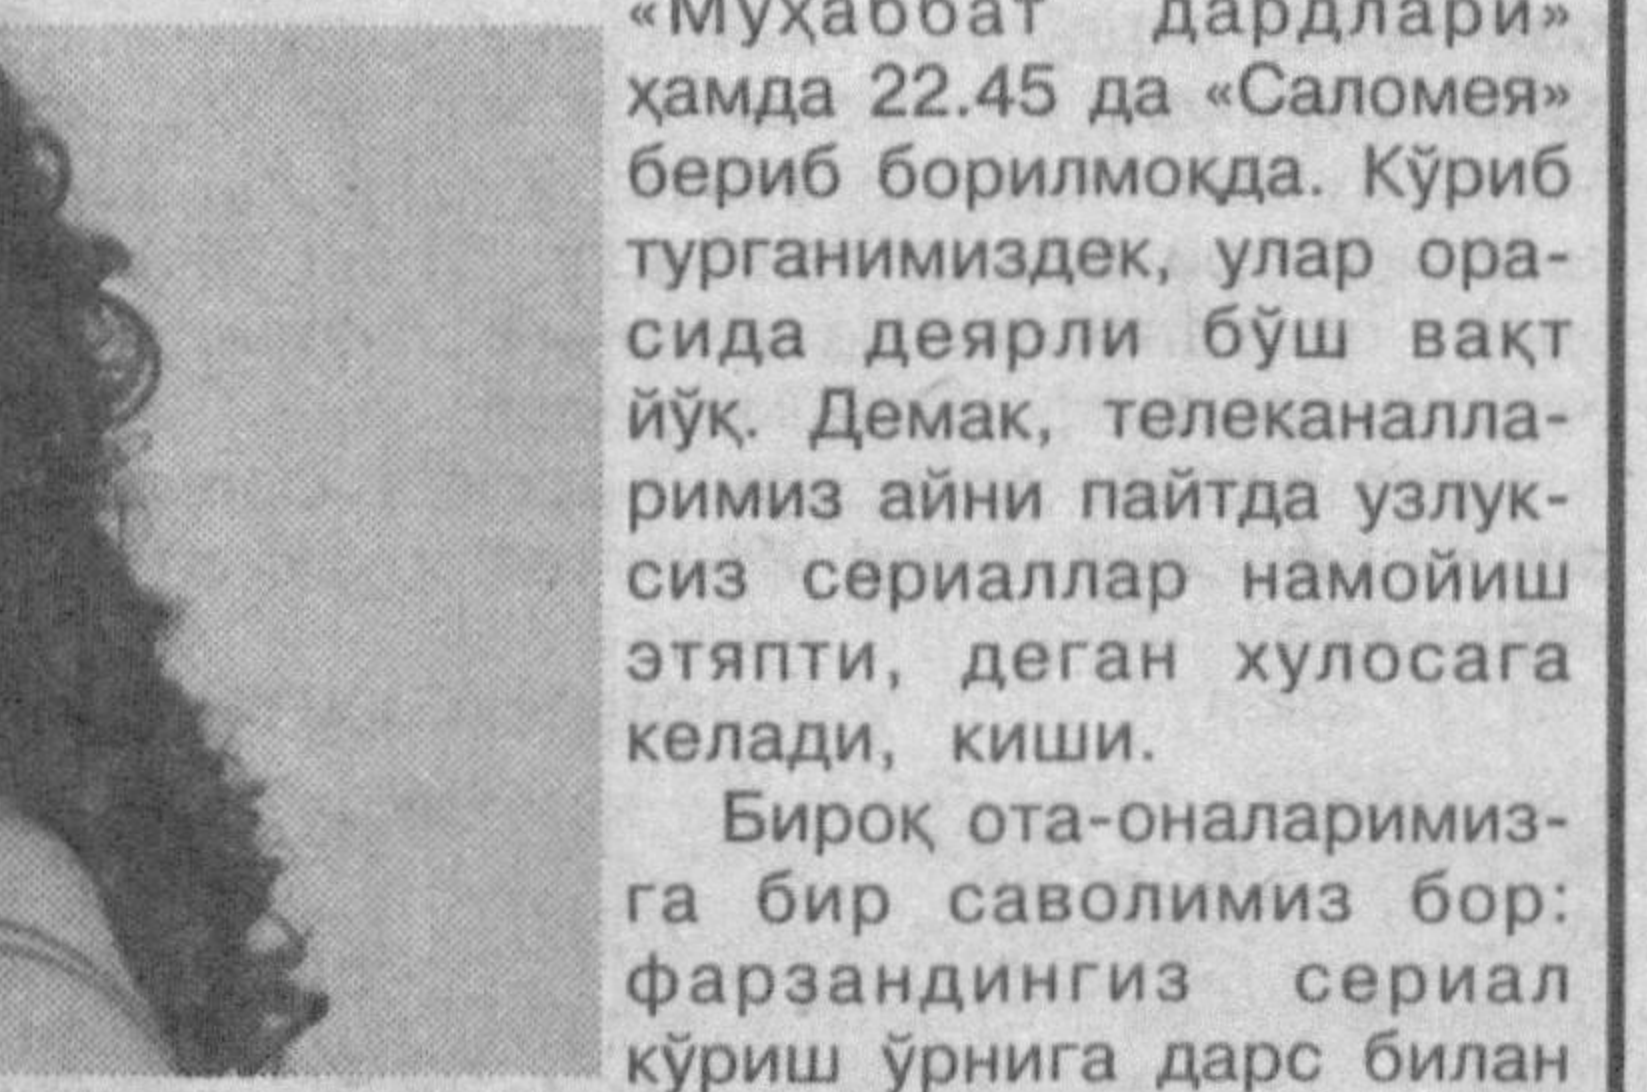 «Муҳаббат дардлари»
ҳамда 22.45 да «Саломея»
бериб борилмоқда. Кўриб
турганимиздек, улар ора-
сида деярли бўш вақт
йўқ. Демак, телеканалла-
римиз айни пайтда узлук-
сиз сериаллар намойиш
этяпти, деган хулосага
келади, киши.
Бироқ ота-оналаримиз-
га бир саволимиз бор:
фарзандингиз сериал
кўриш ўрнига дарс билан